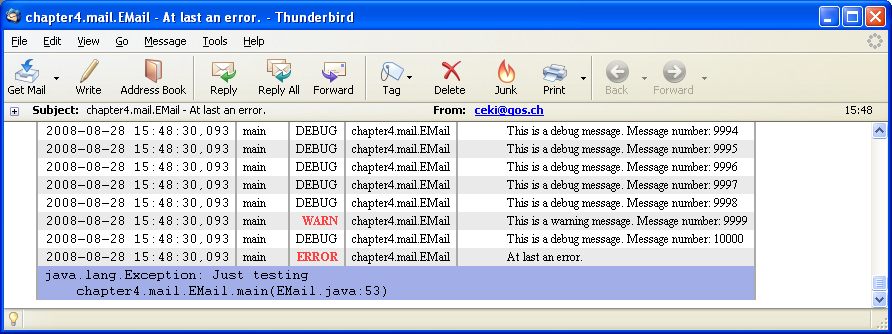 chapter4.mail.EMail - At last an error. - Thunderbird
File Edit View Go Message Tools Help
Get Mail Write Address Book Reply Reply All Forward Tag Delete Junk Print Back Forward
Subject: chapter4.mail.EMail - At last an error. From: ceki@qos.ch 15:48
2008-08-28 15:48:30,093 main DEBUG chapter4.mail.EMail This is a debug message. Message number: 9994
2008-08-28 15:48:30,093 main DEBUG chapter4.mail.EMail This is a debug message. Message number: 9995
2008-08-28 15:48:30,093 main DEBUG chapter4.mail.EMail This is a debug message. Message number: 9996
2008-08-28 15:48:30,093 main DEBUG chapter4.mail.EMail This is a debug message. Message number: 9997
2008-08-28 15:48:30,093 main DEBUG chapter4.mail.EMail This is a debug message. Message number: 9998
2008-08-28 15:48:30,093 main WARN chapter4.mail.EMail This is a warning message. Message number: 9999
2008-08-28 15:48:30,093 main DEBUG chapter4.mail.EMail This is a debug message. Message number: 10000
2008-08-28 15:48:30,093 main ERROR chapter4.mail.EMail At last an error.
java.lang.Exception: Just testing
chapter4.mail.EMail.main(EMail.java:53)